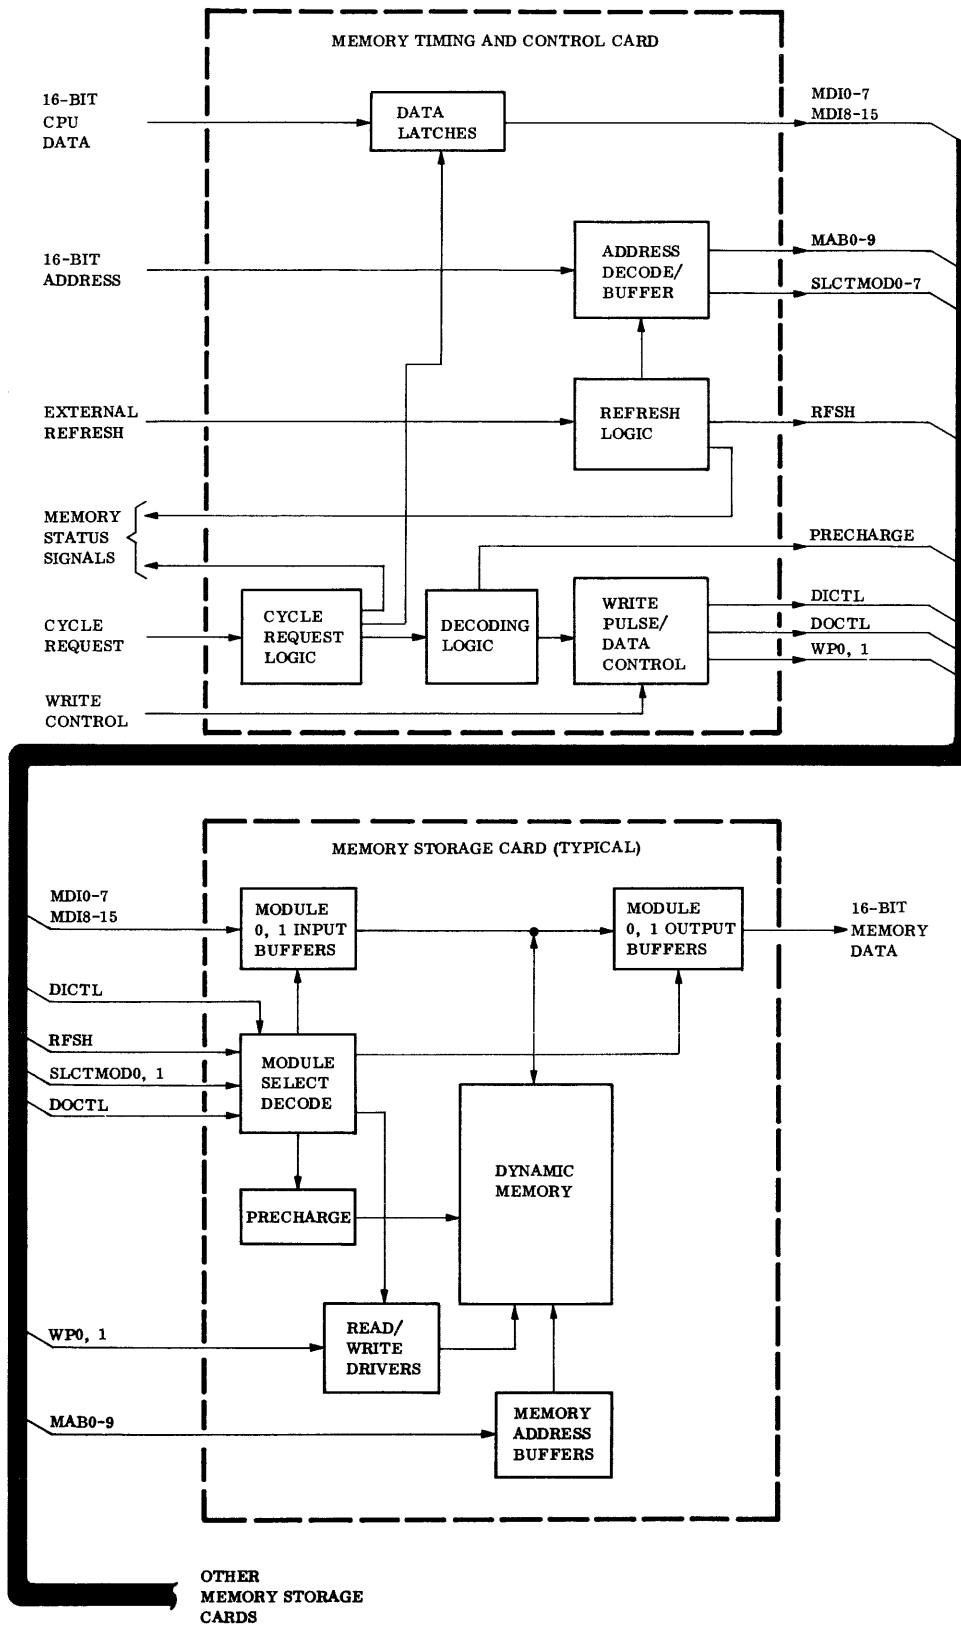 MEMORY TIMING AND CONTROL CARD
16-BIT
CPU
DATA
DATA
LATCHES
MDI0-7
MDI8-15
16-BIT
ADDRESS
ADDRESS
DECODE/
BUFFER
MAB0-9
SLCTMOD0-7
EXTERNAL
REFRESH
REFRESH
LOGIC
RFSH
MEMORY
STATUS
SIGNALS
PRECHARGE
CYCLE
REQUEST
CYCLE
REQUEST
LOGIC
DECODING
LOGIC
WRITE
PULSE/
DATA
CONTROL
DICTL
DOCTL
WP0, 1
WRITE
CONTROL
MEMORY STORAGE CARD (TYPICAL)
MDI0-7
MDI8-15
MODULE
0, 1 INPUT
BUFFERS
MODULE
0, 1 OUTPUT
BUFFERS
16-BIT
MEMORY
DATA
DICTL
RFSH
SLCTMOD0, 1
DOCTL
MODULE
SELECT
DECODE
DYNAMIC
MEMORY
PRECHARGE
WP0, 1
READ/
WRITE
DRIVERS
MAB0-9
MEMORY
ADDRESS
BUFFERS
OTHER
MEMORY STORAGE
CARDS